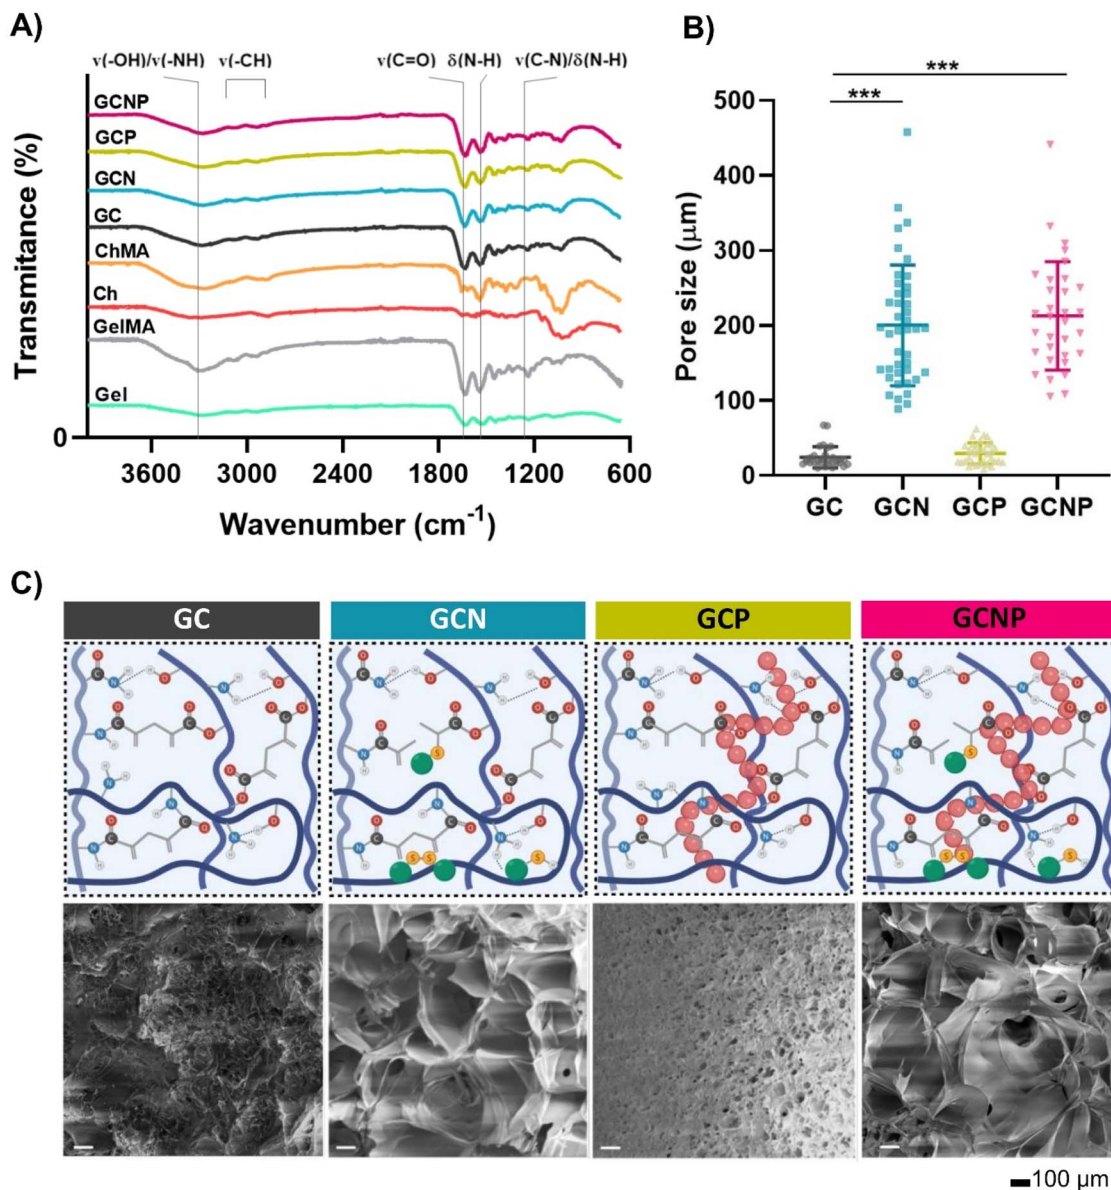 A)
ν(-OH)/ν(-NH) ν(-CH) ν(C=O) δ(N-H) ν(C-N)/δ(N-H)
GCNP
GCP
GCN
GC
ChMA
Ch
GelMA
Gel
Transmitance (%)
0
3600 3000 2400 1800 1200 600
Wavenumber (cm-1)
B)
***
***
500
400
300
200
100
0
Pore size (μm)
GC GCN GCP GCNP
C)
GC GCN GCP GCNP
100 μm